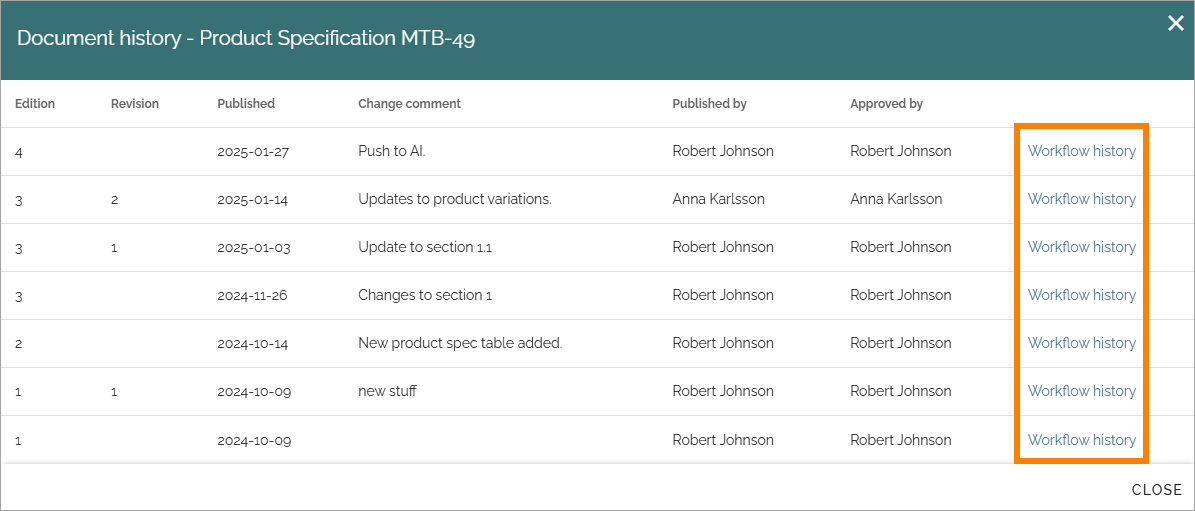 Document history - Product Specification MTB-49
Edition Revision Published Change comment Published by Approved by
4 2025-01-27 Push to AI. Robert Johnson Robert Johnson Workflow history
3 2 2025-01-14 Updates to product variations. Anna Karlsson Anna Karlsson Workflow history
3 1 2025-01-03 Update to section 1.1 Robert Johnson Robert Johnson Workflow history
3 2024-11-26 Changes to section 1 Robert Johnson Robert Johnson Workflow history
2 2024-10-14 New product spec table added. Robert Johnson Robert Johnson Workflow history
1 1 2024-10-09 new stuff Robert Johnson Robert Johnson Workflow history
1 2024-10-09 Robert Johnson Robert Johnson Workflow history
CLOSE